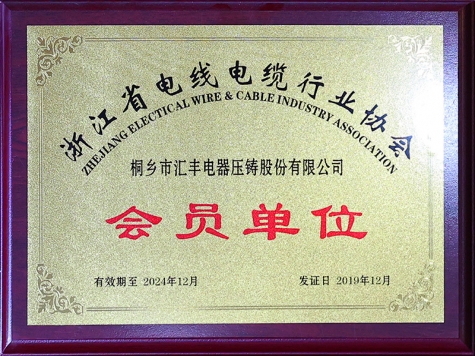 浙江省电线电缆行业协会
ZHEJIANG ELECTICAL WIRE & CABLE INDUSTRY ASSOCIATION
桐乡市汇丰电器压铸股份有限公司
会员单位
有效期至 2024年12月 发证日 2019年12月